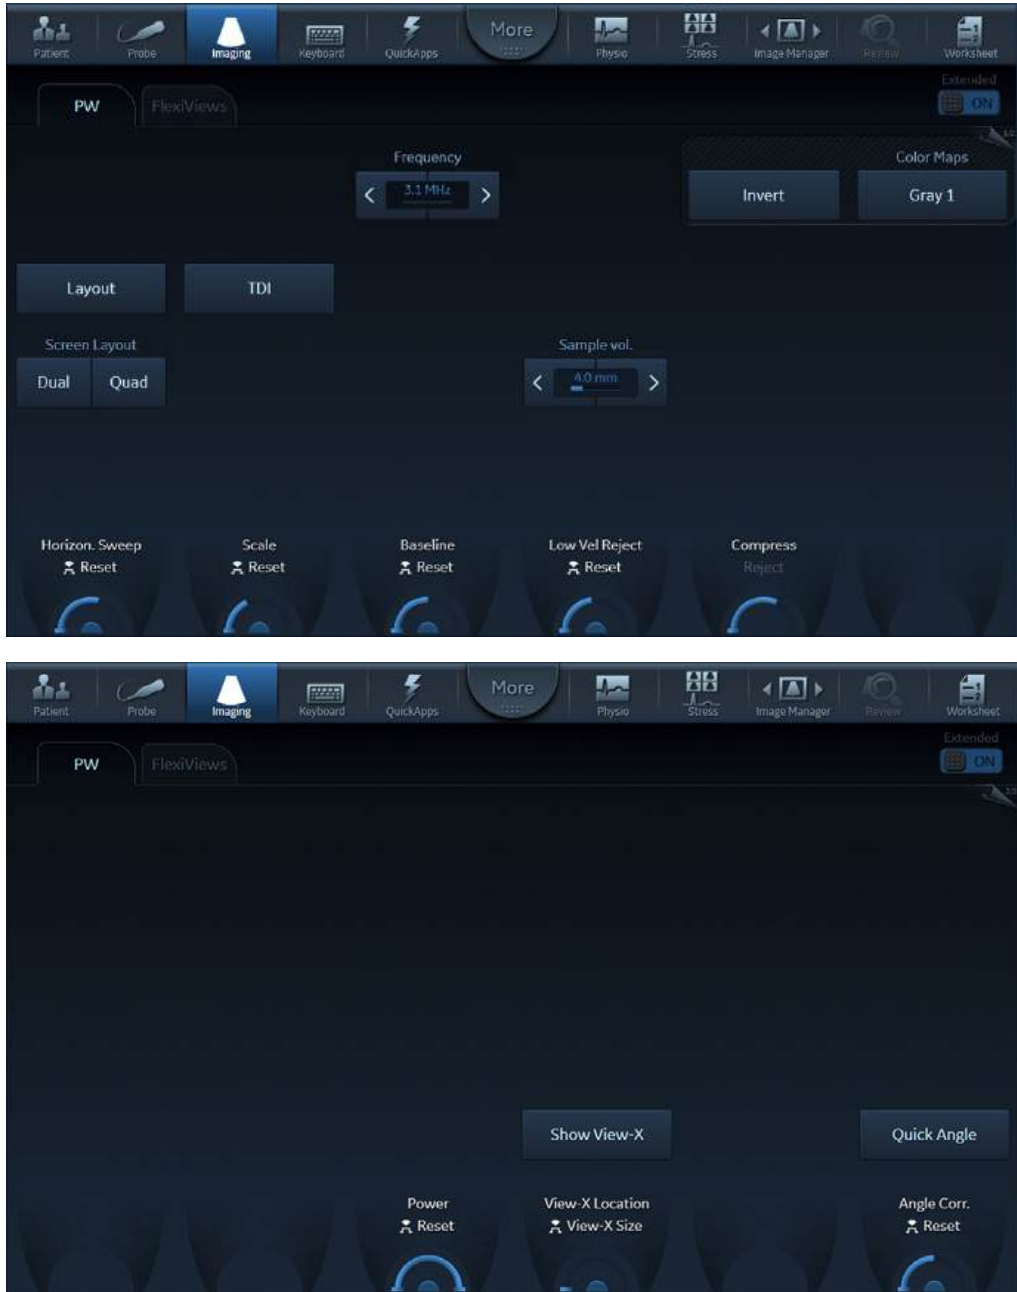 Patient Probe Imaging Keyboard QuickApps More Physio Stress Image Manager Review Worksheet
Extended
PW FlexiViews ON
Frequency Color Maps
3.1 MHz Invert Gray 1
Layout TDI
Screen Layout Sample vol.
Dual Quad 4.0 mm
Horizon. Sweep Scale Baseline Low Vel Reject Compress
Reset Reset Reset Reset Reject
Patient Probe Imaging Keyboard QuickApps More Physio Stress Image Manager Review Worksheet
Extended
PW FlexiViews ON
Show View-X Quick Angle
Power View-X Location Angle Corr.
Reset View-X Size Reset